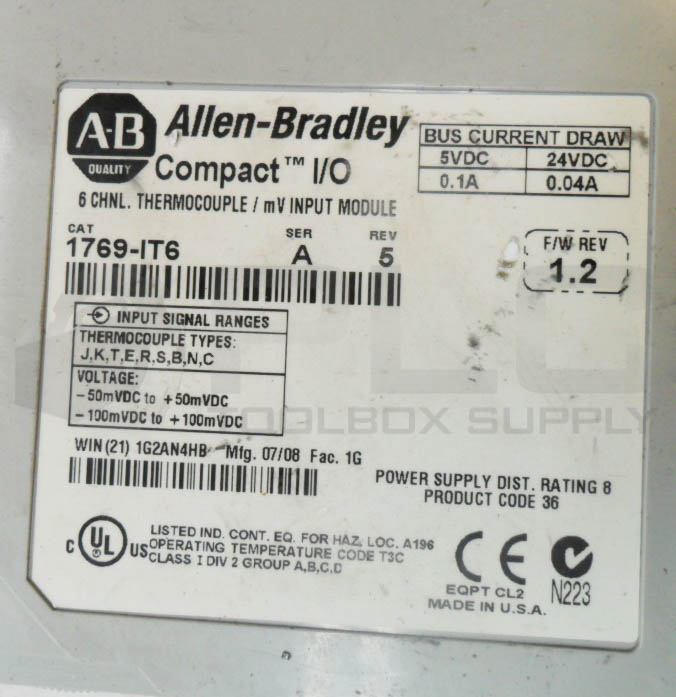 A-B
QUALITY
Allen-Bradley
Compact™ I/O
6 CHNL. THERMOCOUPLE / mV INPUT MODULE
BUS CURRENT DRAW
5VDC 24VDC
0.1A 0.04A
CAT SER REV
1769-IT6 A 5
F/W REV
1.2
INPUT SIGNAL RANGES
THERMOCOUPLE TYPES:
J,K,T,E,R,S,B,N,C
VOLTAGE:
-50mVDC to +50mVDC
-100mVDC to +100mVDC
PLC
TOOLBOX SUPPLY
WIN (21) 1G2AN4HB Mfg. 07/08 Fac. 1G
POWER SUPPLY DIST. RATING 8
PRODUCT CODE 36
C UL US
LISTED IND. CONT. EQ. FOR HAZ. LOC. A196
OPERATING TEMPERATURE CODE T3C
CLASS I DIV 2 GROUP A,B,C,D
CE
N223
EQPT CL2
MADE IN U.S.A.